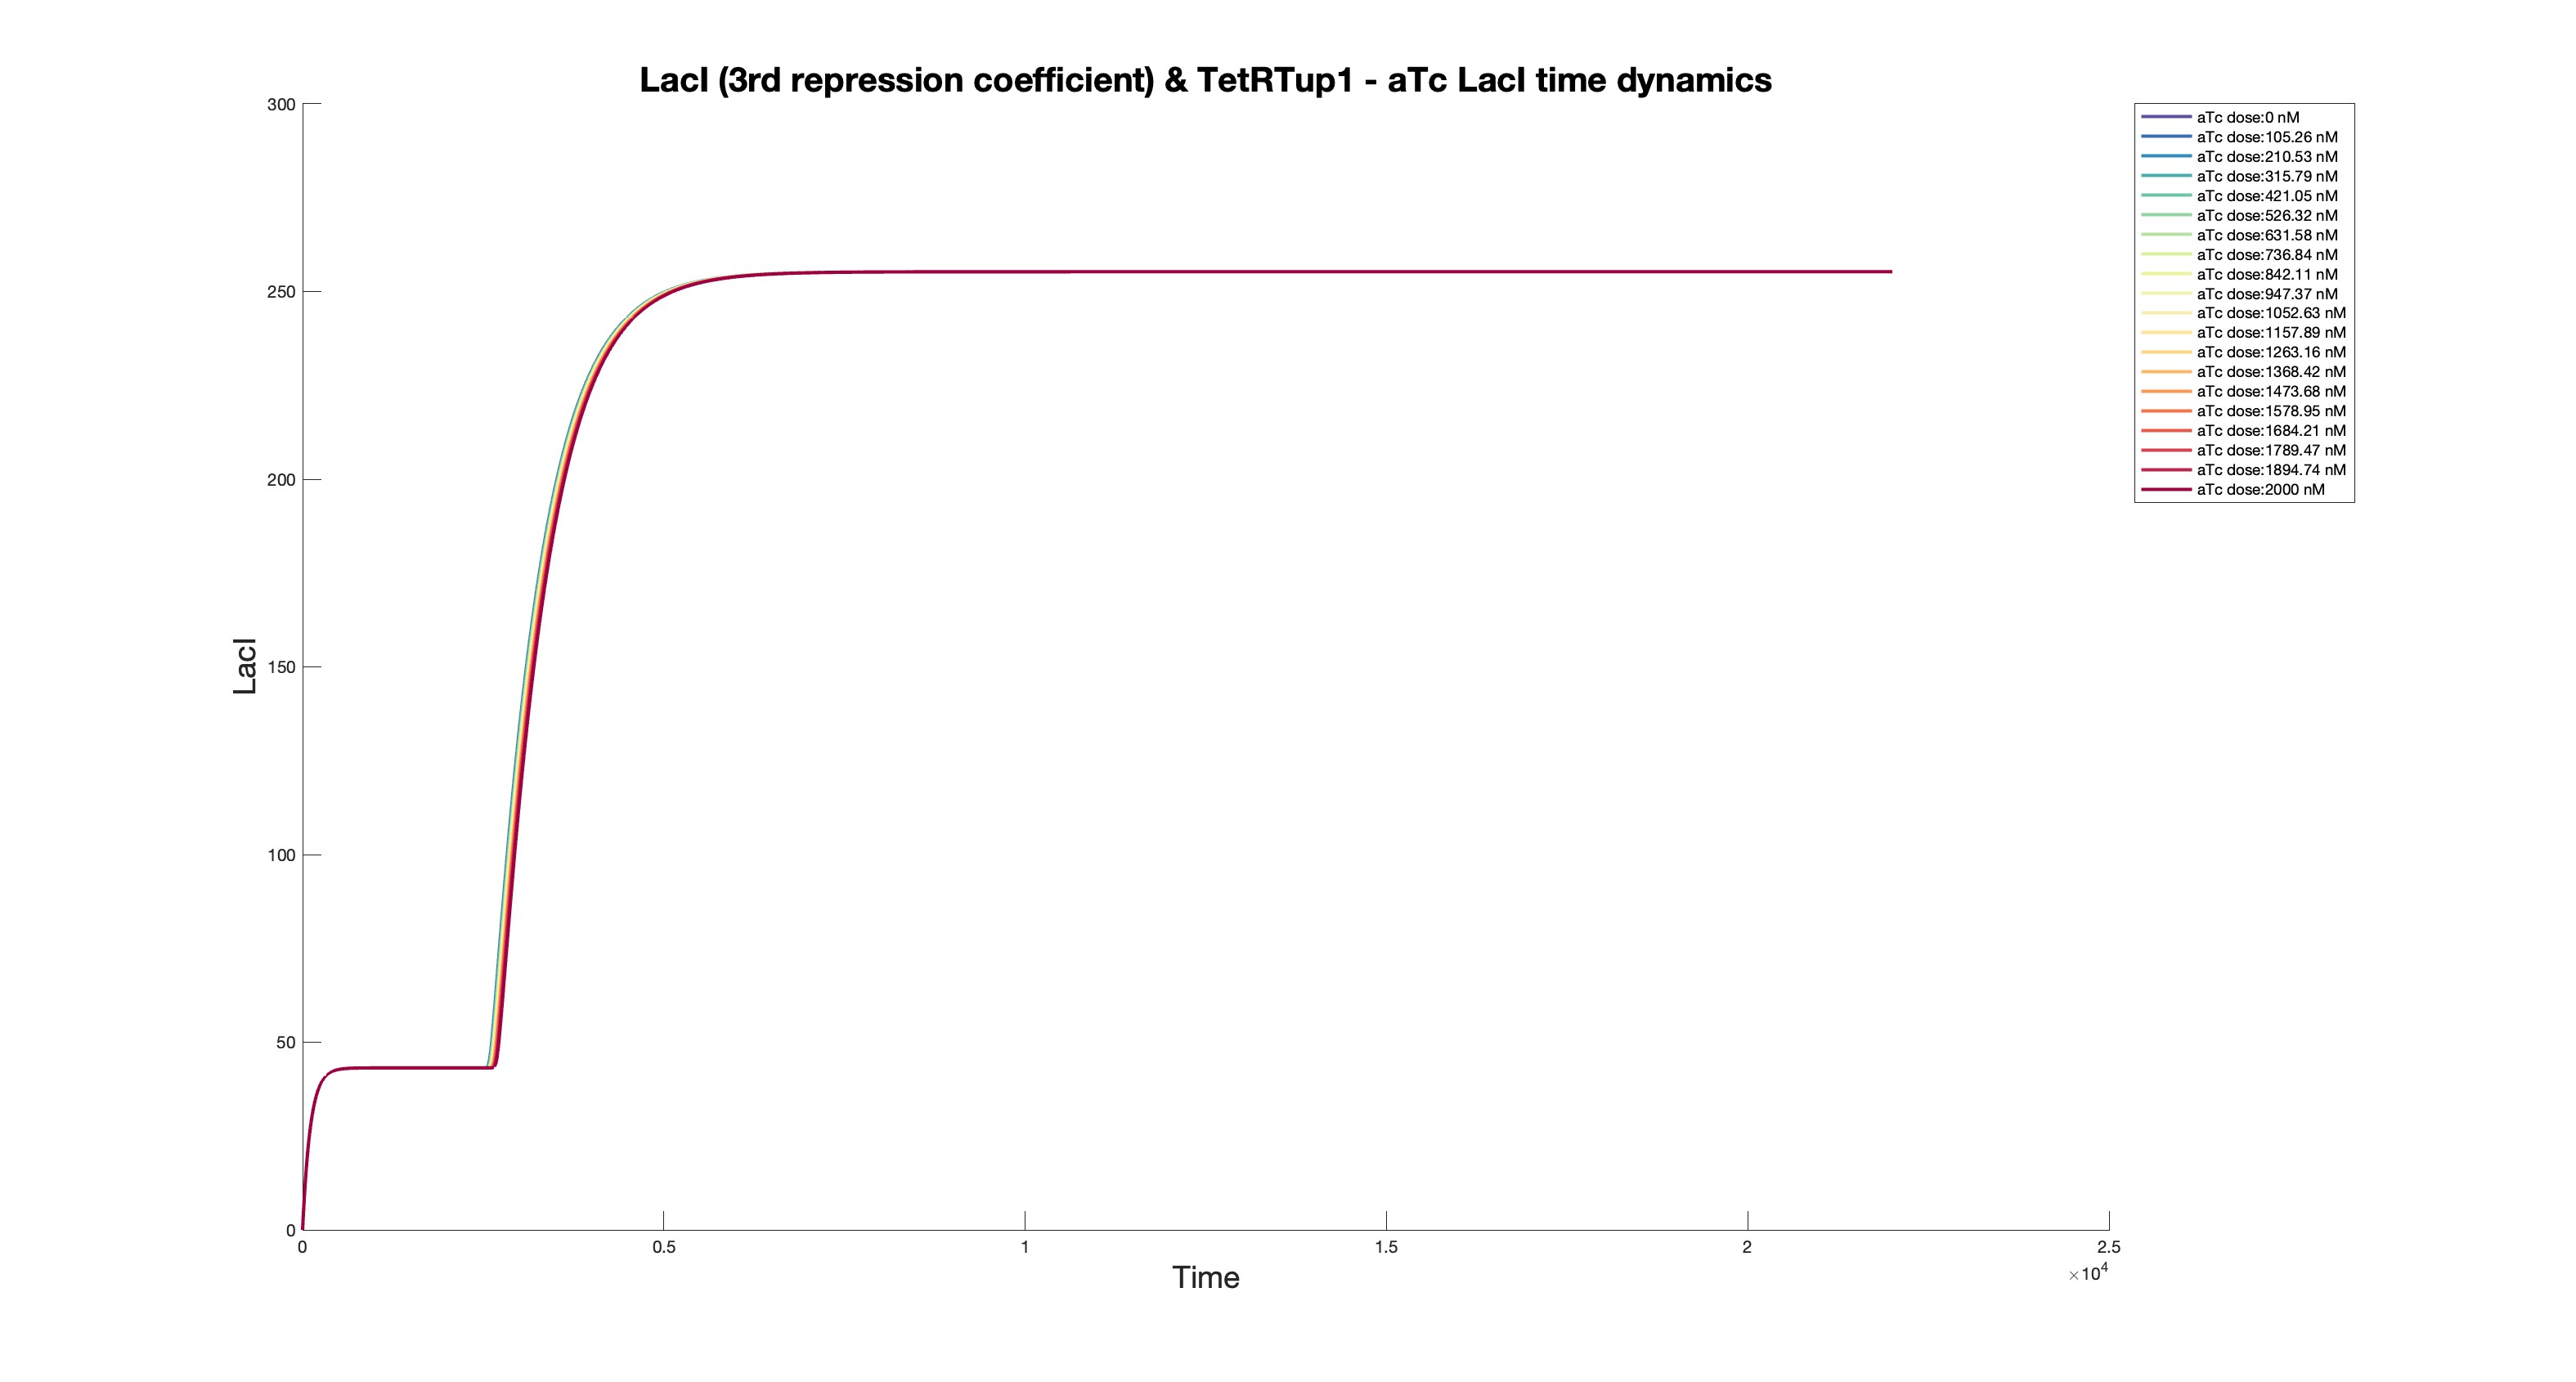 LacI (3rd repression coefficient) & TetRTup1 - aTc LacI time dynamics
300
250
200
150
100
50
0
LacI
0
0.5
1
1.5
2
2.5
×10⁴
Time
aTc dose:0 nM
aTc dose:105.26 nM
aTc dose:210.53 nM
aTc dose:315.79 nM
aTc dose:421.05 nM
aTc dose:526.32 nM
aTc dose:631.58 nM
aTc dose:736.84 nM
aTc dose:842.11 nM
aTc dose:947.37 nM
aTc dose:1052.63 nM
aTc dose:1157.89 nM
aTc dose:1263.16 nM
aTc dose:1368.42 nM
aTc dose:1473.68 nM
aTc dose:1578.95 nM
aTc dose:1684.21 nM
aTc dose:1789.47 nM
aTc dose:1894.74 nM
aTc dose:2000 nM